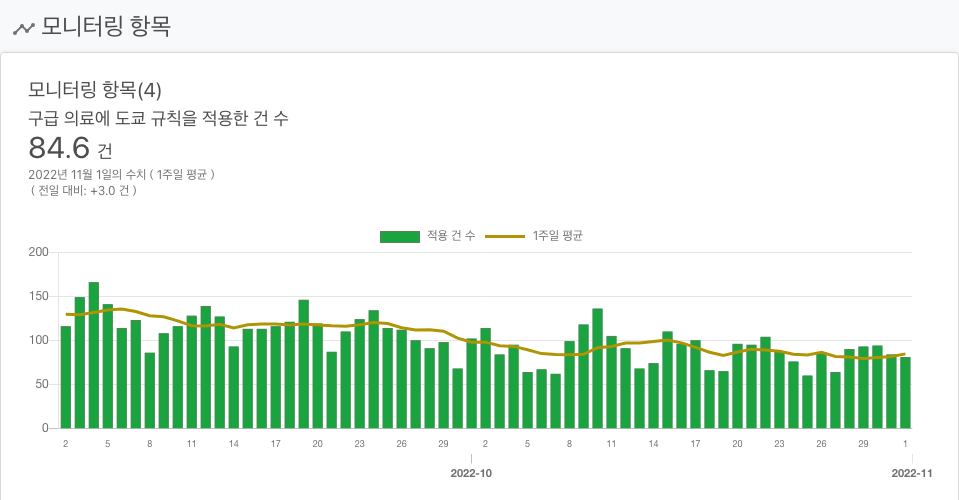 모니터링 항목
모니터링 항목(4)
구급 의료에 도쿄 규칙을 적용한 건 수
84.6 건
2022년 11월 1일의 수치 ( 1주일 평균 )
( 전일 대비: +3.0 건 )
적용 건 수 1주일 평균
200
150
100
50
0
2 5 8 11 14 17 20 23 26 29 2 5 8 11 14 17 20 23 26 29 1
2022-10 2022-11